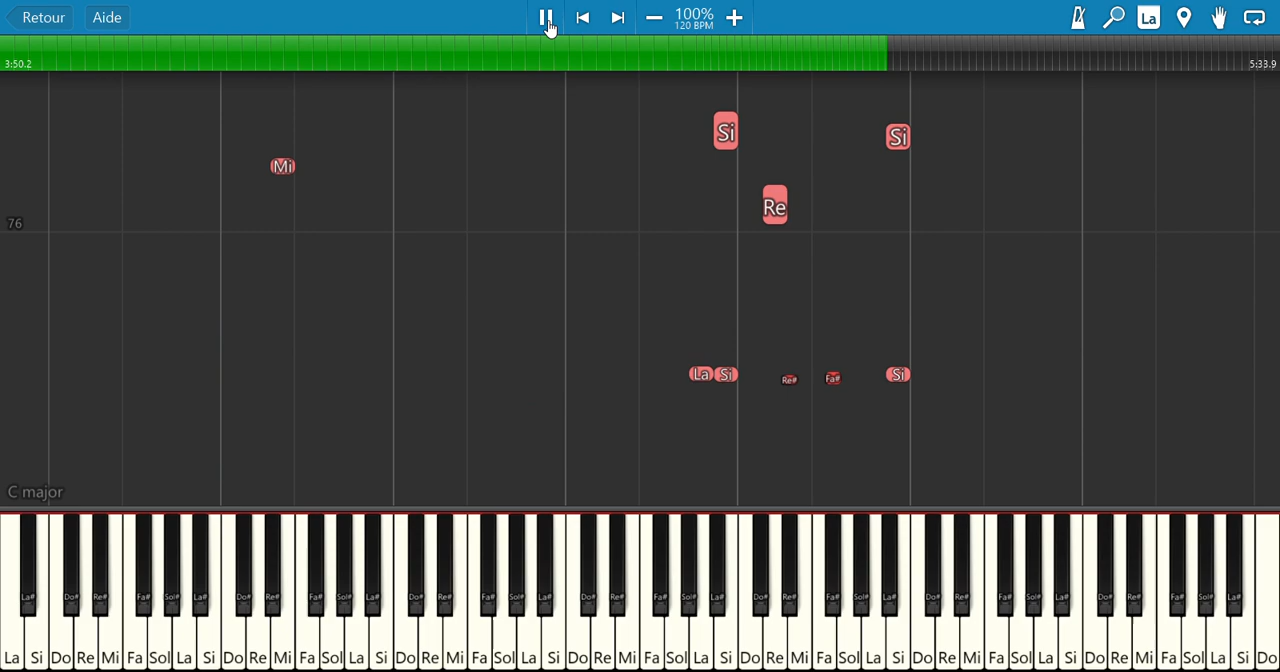 Retour Aide 100% La
120 BPM
3:50.2 5:33.9
Si Si
Mi
Re
76
La Si Re# Fa# Si
C major
La# Do# Re# Fa# Sol# La# Do# Re# Fa# Sol# La# Do# Re# Fa# Sol# La# Do# Re# Fa# Sol# La# Do# Re# Fa# Sol# La# Do# Re# Fa# Sol# La# Do# Re# Fa# Sol# La#
La Si Do Re Mi Fa Sol La Si Do Re Mi Fa Sol La Si Do Re Mi Fa Sol La Si Do Re Mi Fa Sol La Si Do Re Mi Fa Sol La Si Do Re Mi Fa Sol La Si Do Re Mi Fa Sol La Si Do